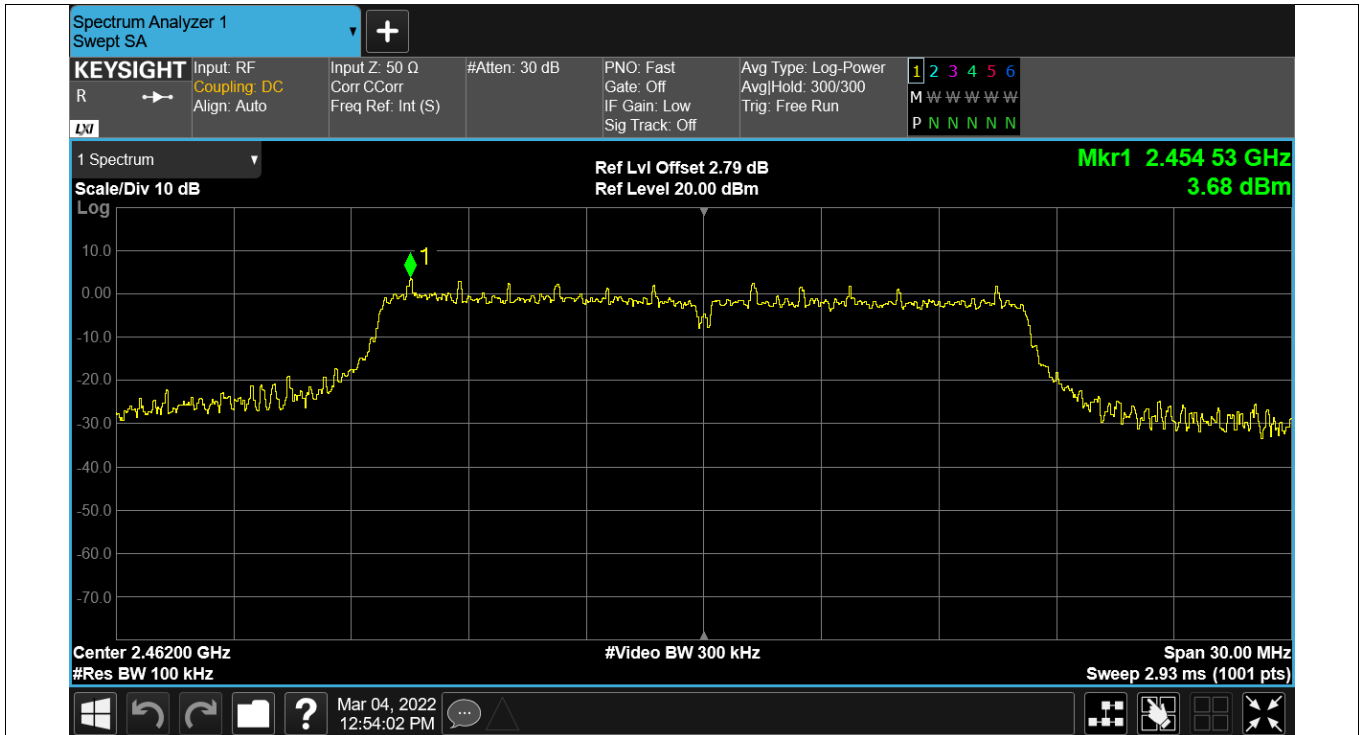 Spectrum Analyzer 1
Swept SA
KEYSIGHT
R
LXI
Input: RF
Coupling: DC
Align: Auto
Input Z: 50 Ω
Corr CCorr
Freq Ref: Int (S)
#Atten: 30 dB
PNO: Fast
Gate: Off
IF Gain: Low
Sig Track: Off
Avg Type: Log-Power
Avg|Hold: 300/300
Trig: Free Run
1 2 3 4 5 6
M W W W W W
P N N N N N
1 Spectrum
Scale/Div 10 dB
Log
Ref Lvl Offset 2.79 dB
Ref Level 20.00 dBm
Mkr1 2.454 53 GHz
3.68 dBm
1
10.0
0.00
-10.0
-20.0
-30.0
-40.0
-50.0
-60.0
-70.0
Center 2.46200 GHz
#Res BW 100 kHz
#Video BW 300 kHz
Span 30.00 MHz
Sweep 2.93 ms (1001 pts)
?
Mar 04, 2022
12:54:02 PM